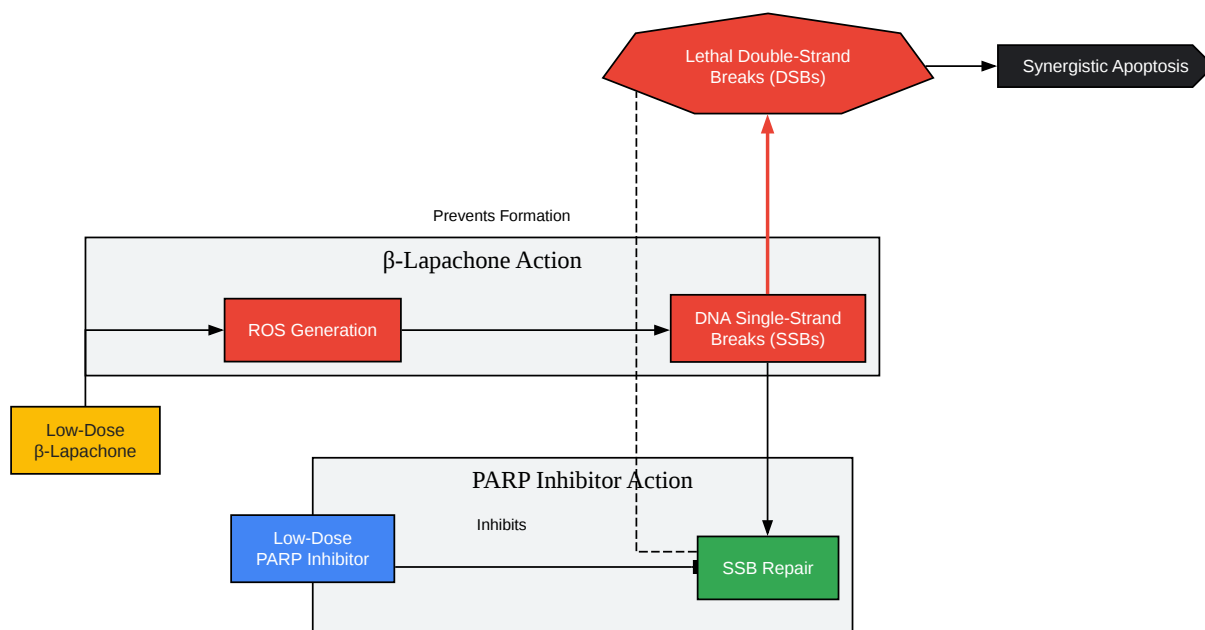 Lethal Double-Strand
Breaks (DSBs)
Synergistic Apoptosis
Prevents Formation
β-Lapachone Action
ROS Generation
DNA Single-Strand
Breaks (SSBs)
Low-Dose
β-Lapachone
PARP Inhibitor Action
Inhibits
Low-Dose
PARP Inhibitor
SSB Repair